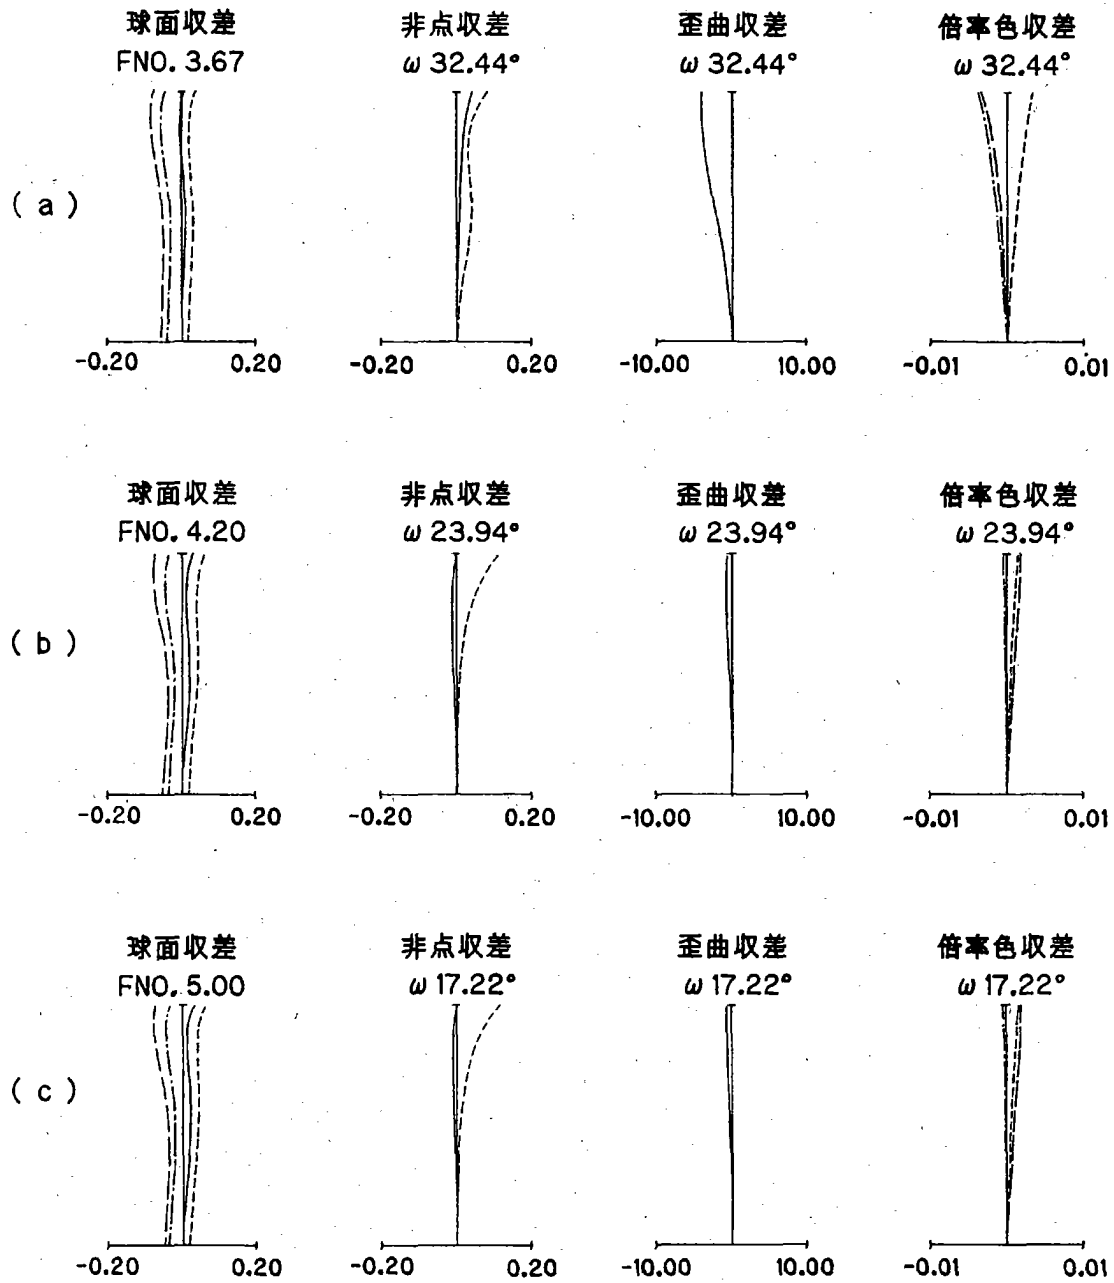 球面収差 非点収差 歪曲収差 倍率色収差
FNO. 3.67 ω 32.44° ω 32.44° ω 32.44°
(a)
-0.20 0.20 -0.20 0.20 -10.00 10.00 -0.01 0.01
球面収差 非点収差 歪曲収差 倍率色収差
FNO. 4.20 ω 23.94° ω 23.94° ω 23.94°
(b)
-0.20 0.20 -0.20 0.20 -10.00 10.00 -0.01 0.01
球面収差 非点収差 歪曲収差 倍率色収差
FNO. 5.00 ω 17.22° ω 17.22° ω 17.22°
(c)
-0.20 0.20 -0.20 0.20 -10.00 10.00 -0.01 0.01